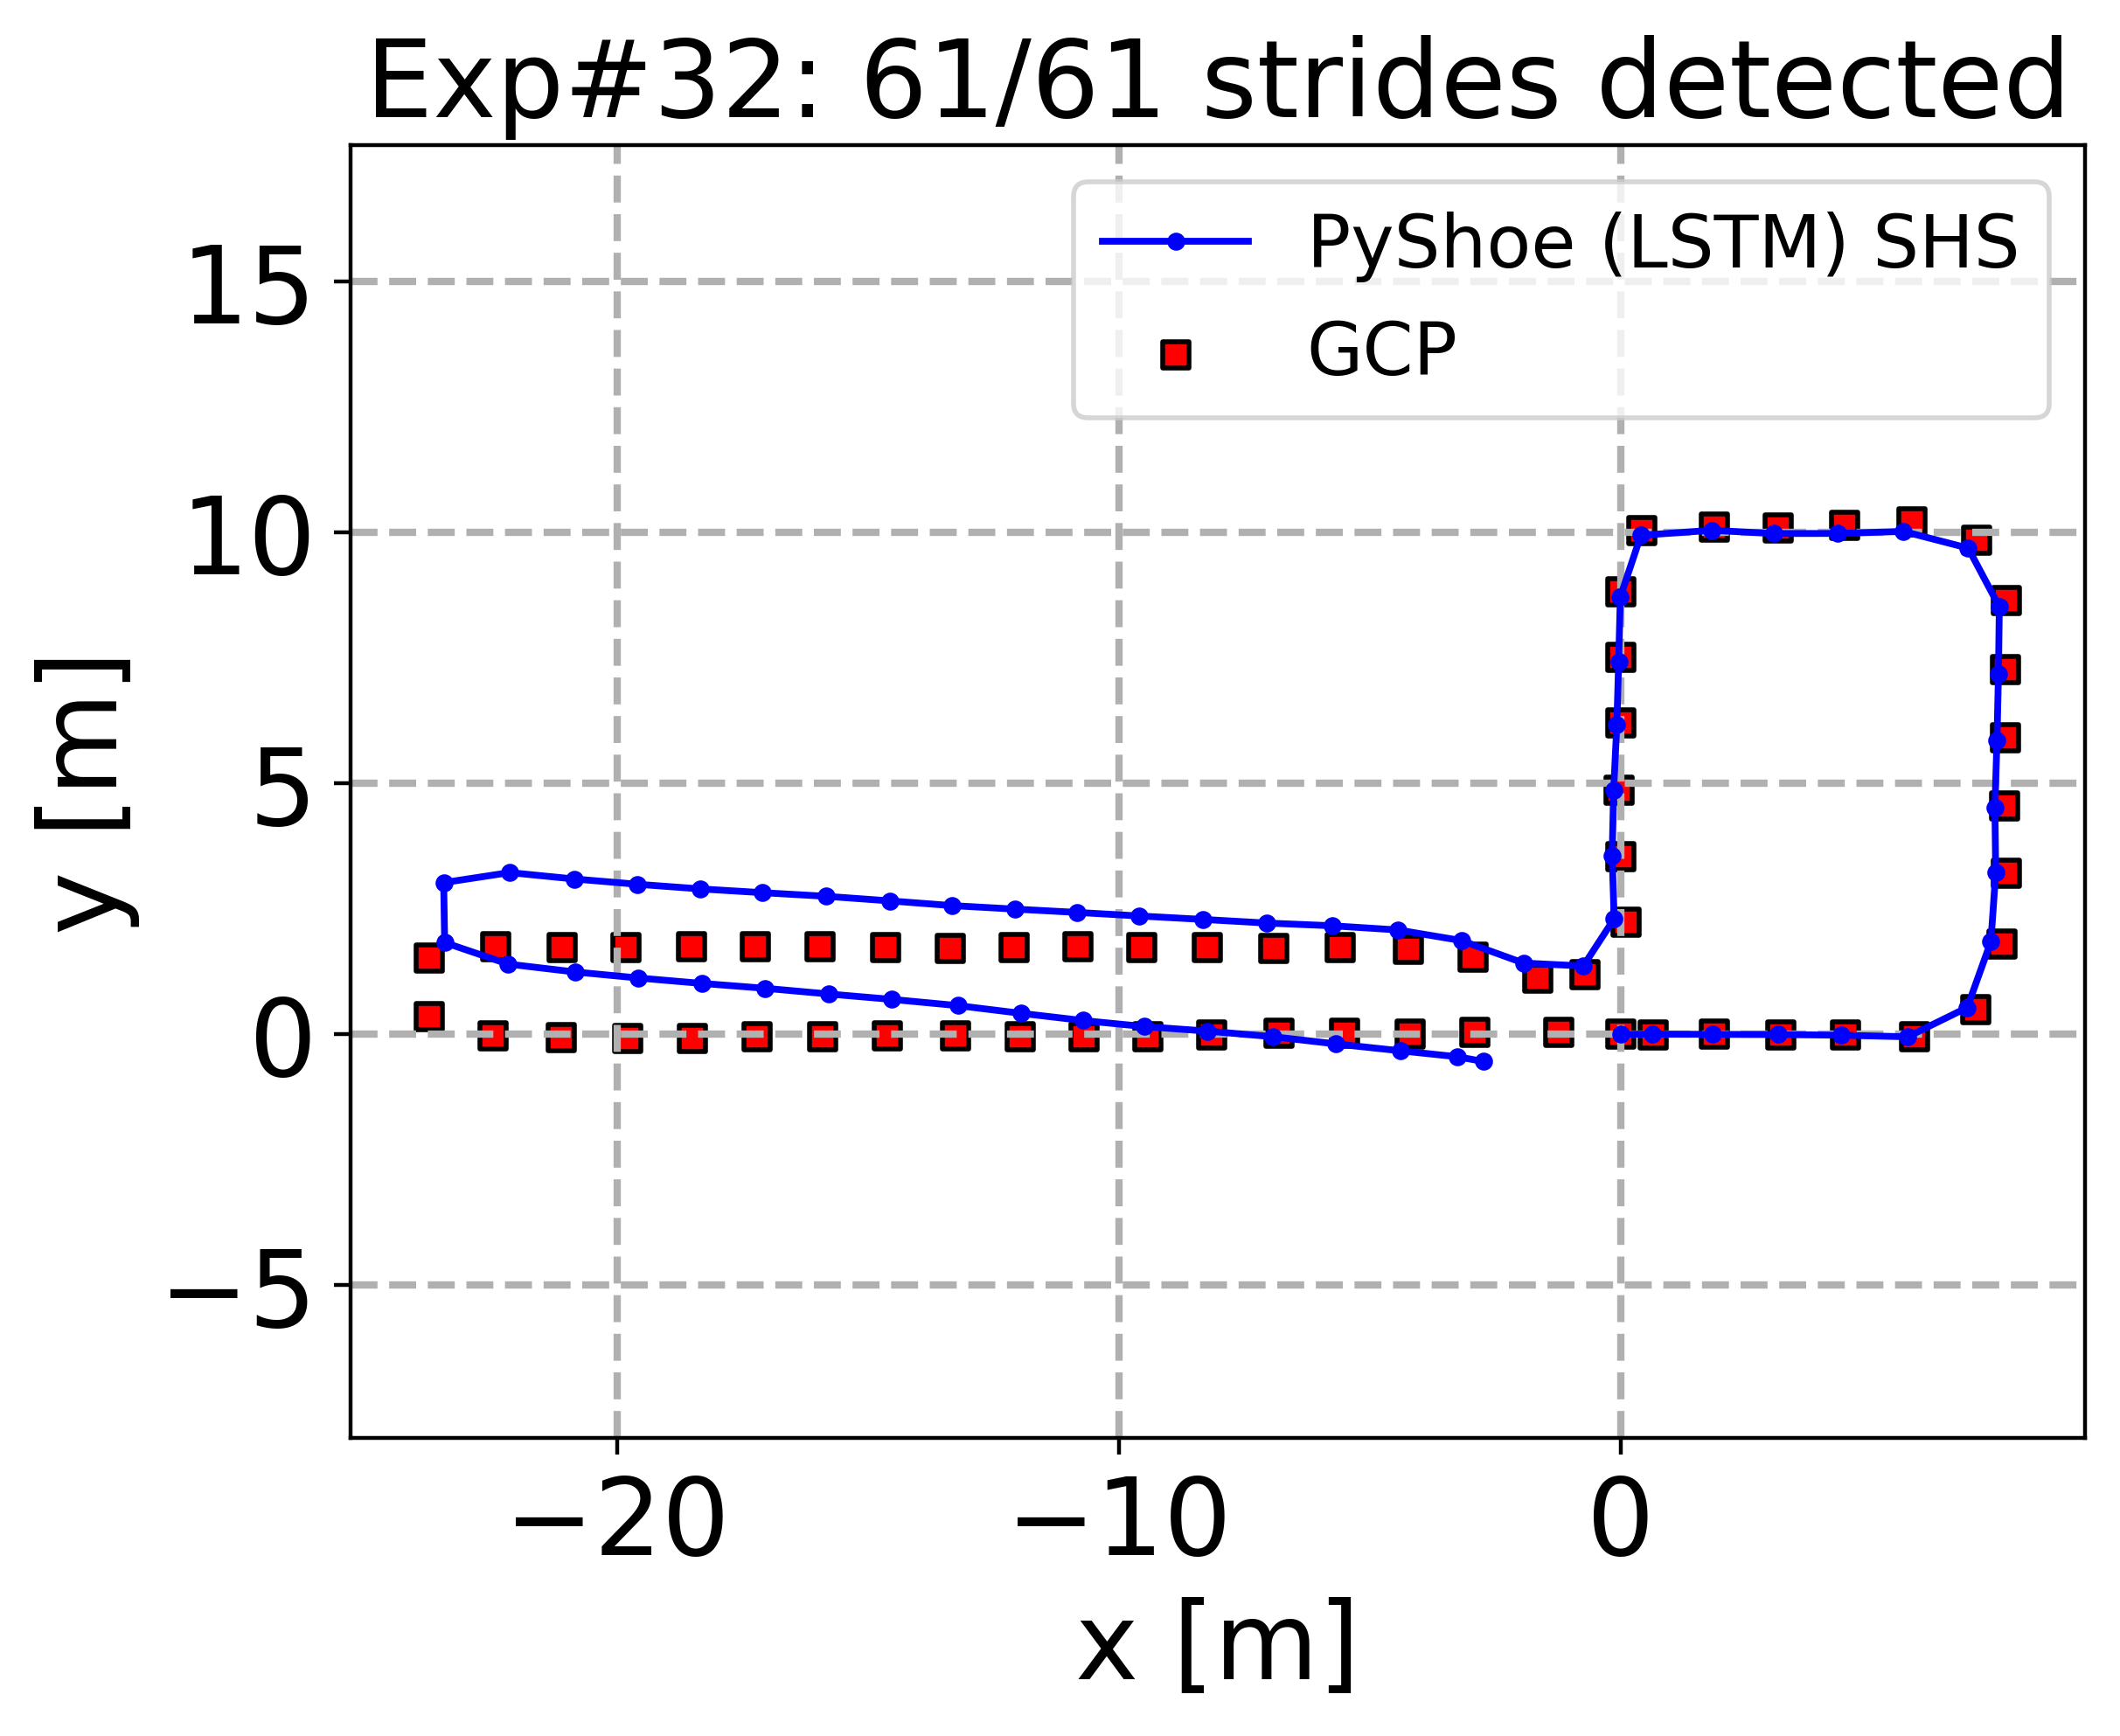 Exp#32: 61/61 strides detected
PyShoe (LSTM) SHS
GCP
15
10
5
0
−5
y [m]
−20 −10 0
x [m]